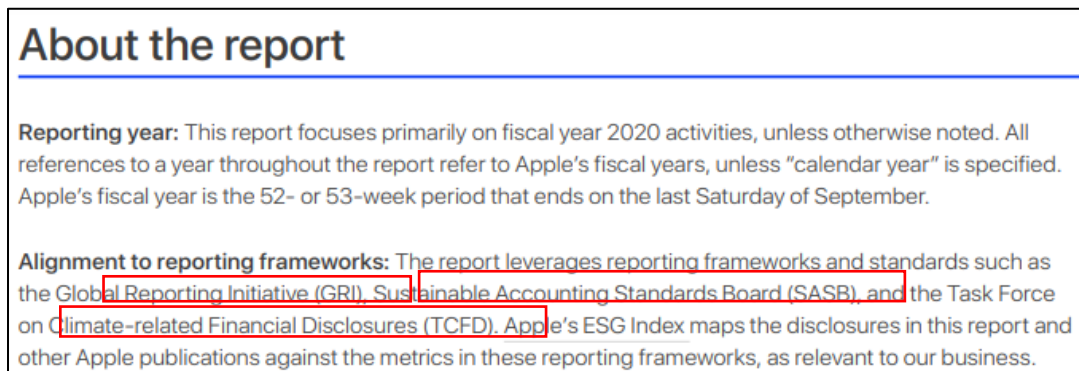 About the report
Reporting year: This report focuses primarily on fiscal year 2020 activities, unless otherwise noted. All
references to a year throughout the report refer to Apple’s fiscal years, unless “calendar year” is specified.
Apple’s fiscal year is the 52- or 53-week period that ends on the last Saturday of September.
Alignment to reporting frameworks: The report leverages reporting frameworks and standards such as
the Global Reporting Initiative (GRI), Sustainable Accounting Standards Board (SASB), and the Task Force
on Climate-related Financial Disclosures (TCFD). Apple’s ESG Index maps the disclosures in this report and
other Apple publications against the metrics in these reporting frameworks, as relevant to our business.